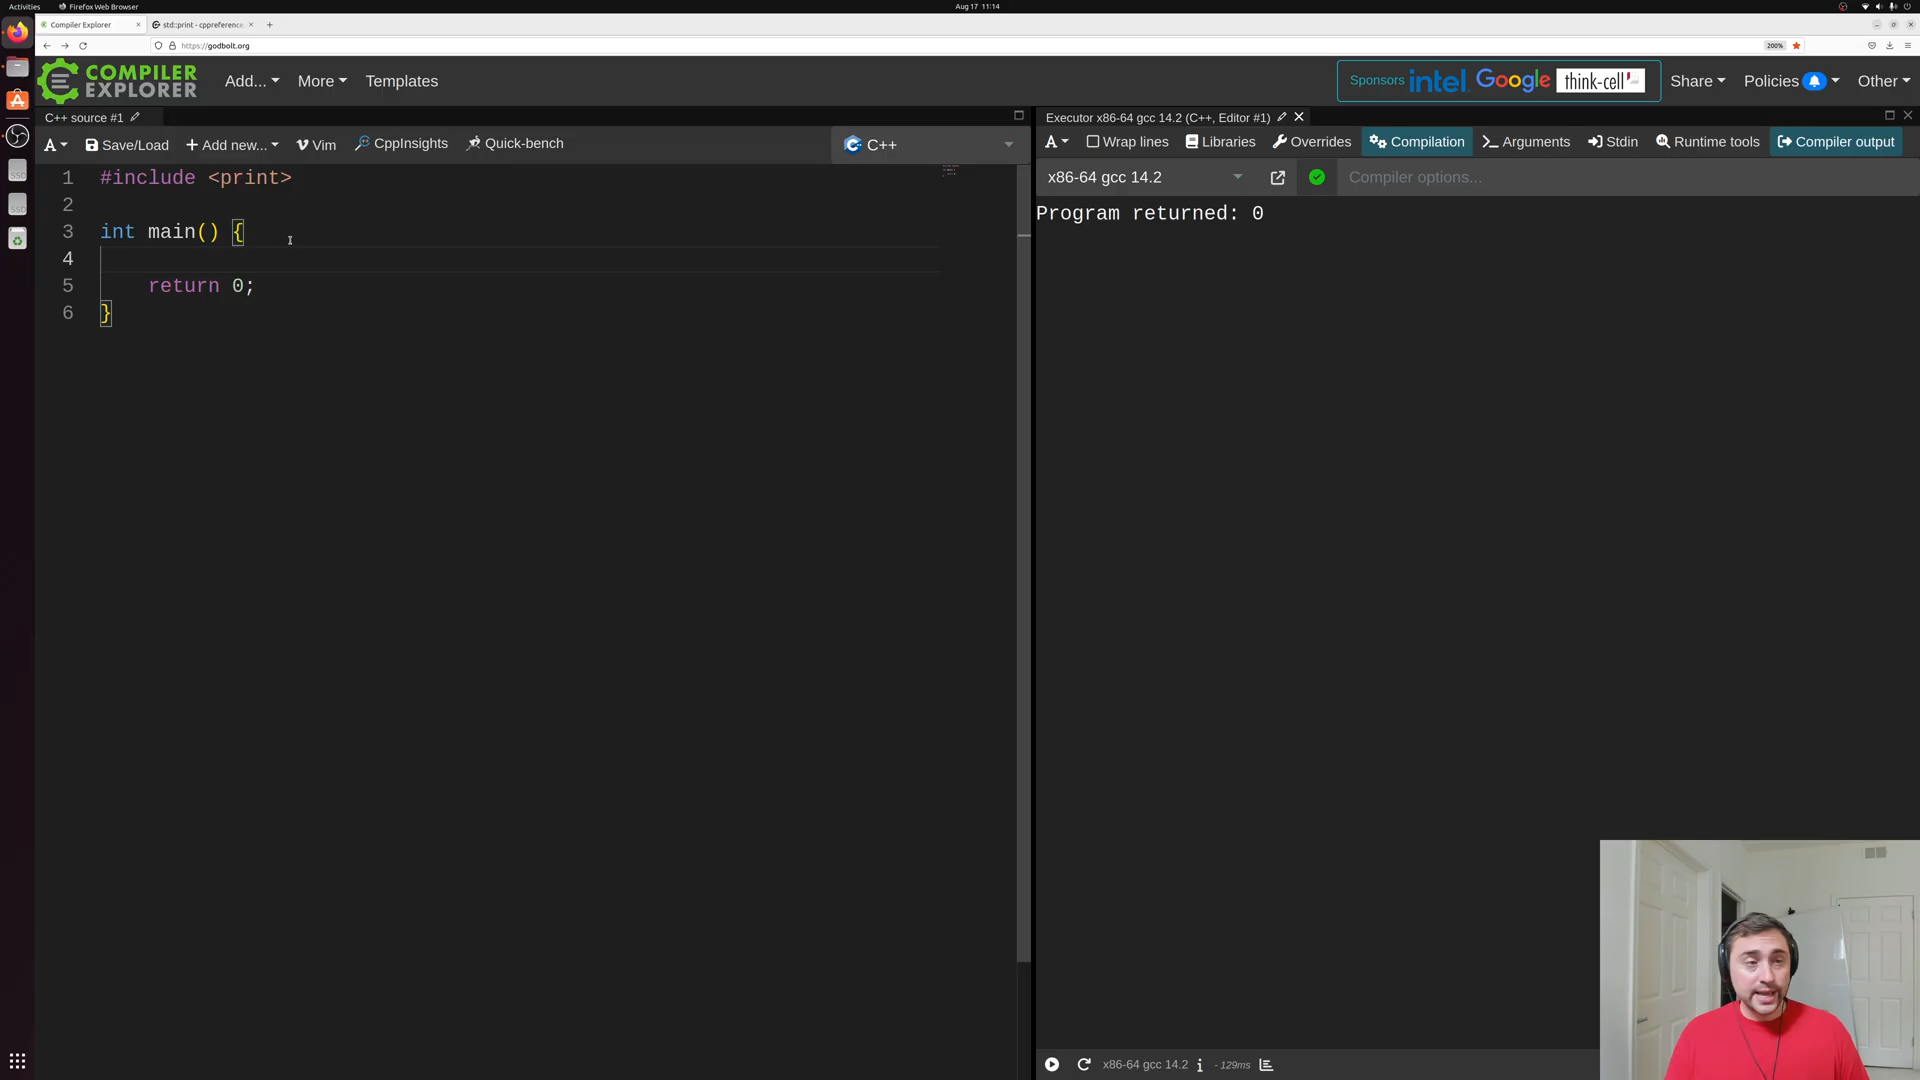 Activities
Firefox Web Browser
Aug 17 11:14
Compiler Explorer
std::print - cppreference.
https://godbolt.org
200%
COMPILER
EXPLORER
Add...
More
Templates
Sponsors
intel
Google
think-cell
Share
Policies
Other
C++ source #1
A
Save/Load
Add new...
Vim
CppInsights
Quick-bench
C++
1 #include <print>
2
3 int main() {
4
5 return 0;
6 }
Executor x86-64 gcc 14.2 (C++, Editor #1)
A
Wrap lines
Libraries
Overrides
Compilation
Arguments
Stdin
Runtime tools
Compiler output
x86-64 gcc 14.2
Compiler options...
Program returned: 0
x86-64 gcc 14.2
- 129ms
SSD
SSD